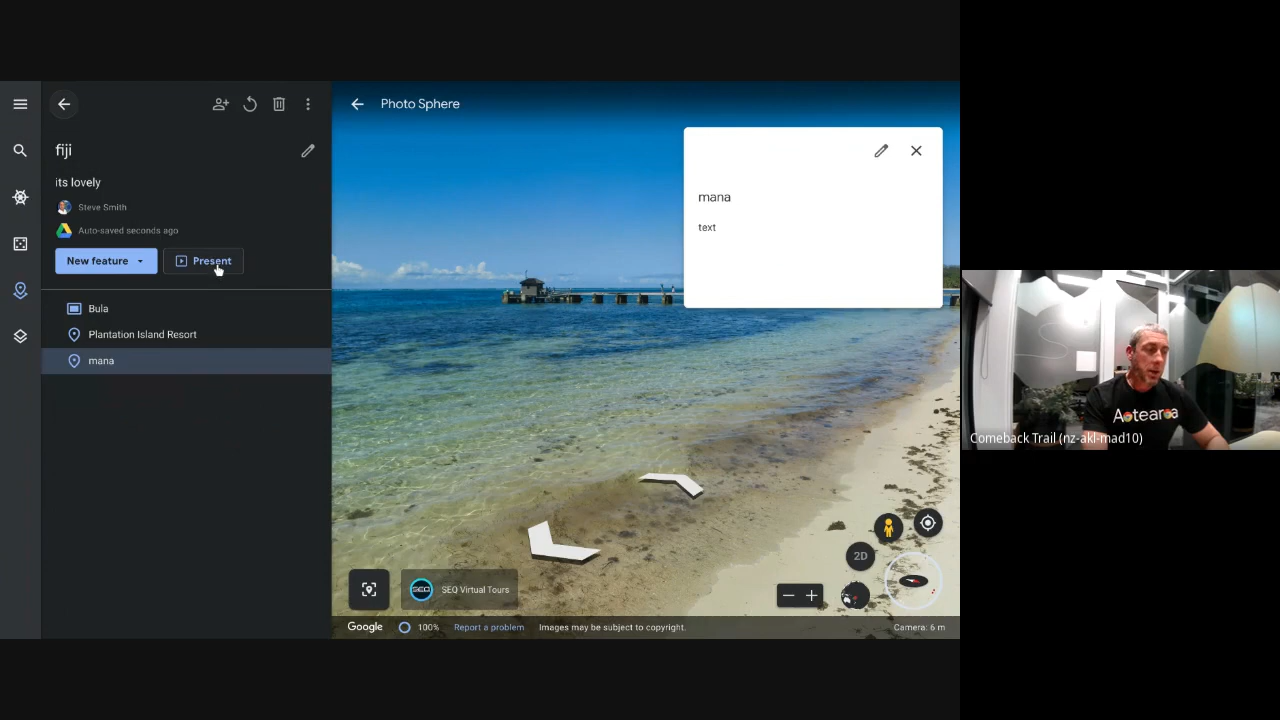 fiji
its lovely
Steve Smith
Auto-saved seconds ago
New feature
Present
Bula
Plantation Island Resort
mana
Photo Sphere
mana
text
2D
SEQ
SEQ Virtual Tours
Google
100%
Report a problem
Images may be subject to copyright.
Camera: 6 m
Aotearoa
Comeback Trail (nz-akl-mad10)